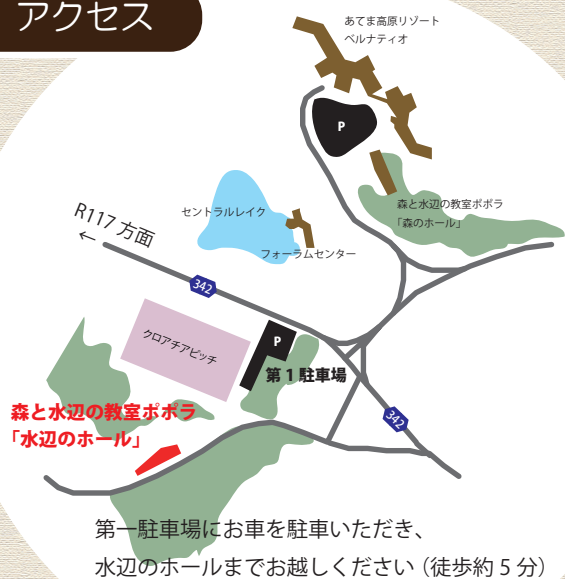 アクセス
あてま高原リゾート
ベルナティオ
P
森と水辺の教室ポポラ
「森のホール」
セントラルレイク
フォーラムセンター
R117 方面
←
342
クロアチアピッチ
P
第 1 駐車場
森と水辺の教室ポポラ
「水辺のホール」
342
第一駐車場にお車を駐車いただき、
水辺のホールまでお越しください（徒歩約 5 分）